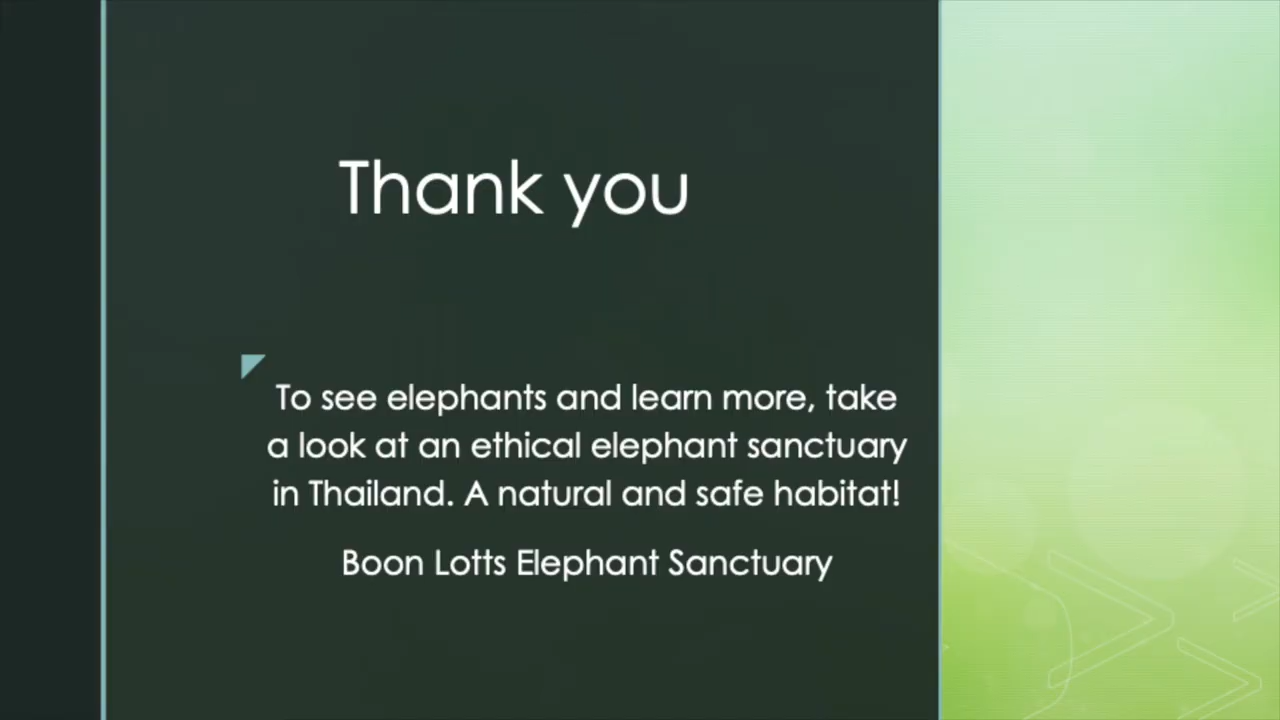 Thank you
To see elephants and learn more, take
a look at an ethical elephant sanctuary
in Thailand. A natural and safe habitat!
Boon Lotts Elephant Sanctuary